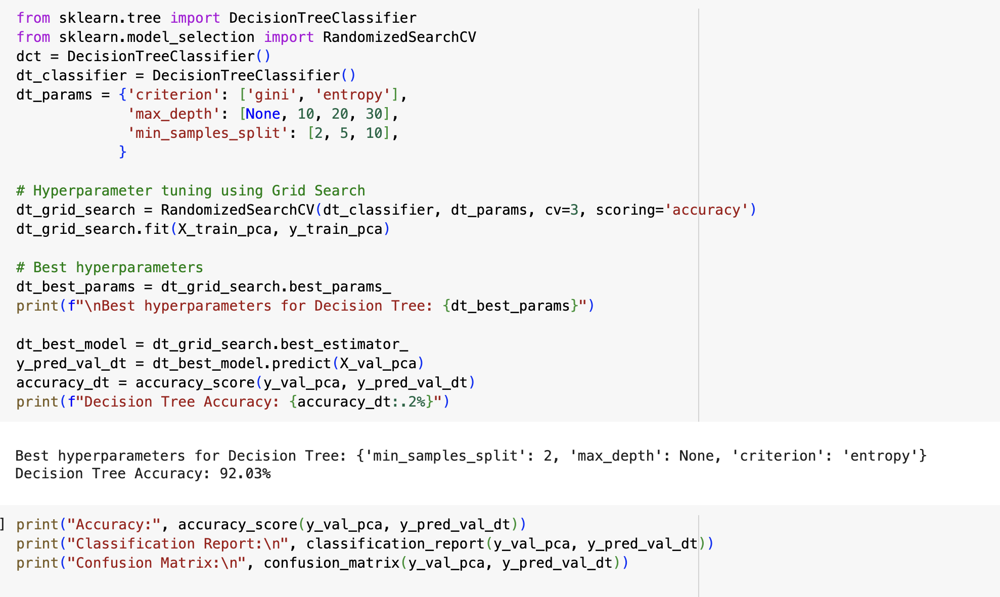 from sklearn.tree import DecisionTreeClassifier
from sklearn.model_selection import RandomizedSearchCV
dct = DecisionTreeClassifier()
dt_classifier = DecisionTreeClassifier()
dt_params = {'criterion': ['gini', 'entropy'],
             'max_depth': [None, 10, 20, 30],
             'min_samples_split': [2, 5, 10],
            }

# Hyperparameter tuning using Grid Search
dt_grid_search = RandomizedSearchCV(dt_classifier, dt_params, cv=3, scoring='accuracy')
dt_grid_search.fit(X_train_pca, y_train_pca)

# Best hyperparameters
dt_best_params = dt_grid_search.best_params_
print(f"\nBest hyperparameters for Decision Tree: {dt_best_params}")

dt_best_model = dt_grid_search.best_estimator_
y_pred_val_dt = dt_best_model.predict(X_val_pca)
accuracy_dt = accuracy_score(y_val_pca, y_pred_val_dt)
print(f"Decision Tree Accuracy: {accuracy_dt:.2%}")

Best hyperparameters for Decision Tree: {'min_samples_split': 2, 'max_depth': None, 'criterion': 'entropy'}
Decision Tree Accuracy: 92.03%

] print("Accuracy:", accuracy_score(y_val_pca, y_pred_val_dt))
print("Classification Report:\n", classification_report(y_val_pca, y_pred_val_dt))
print("Confusion Matrix:\n", confusion_matrix(y_val_pca, y_pred_val_dt))